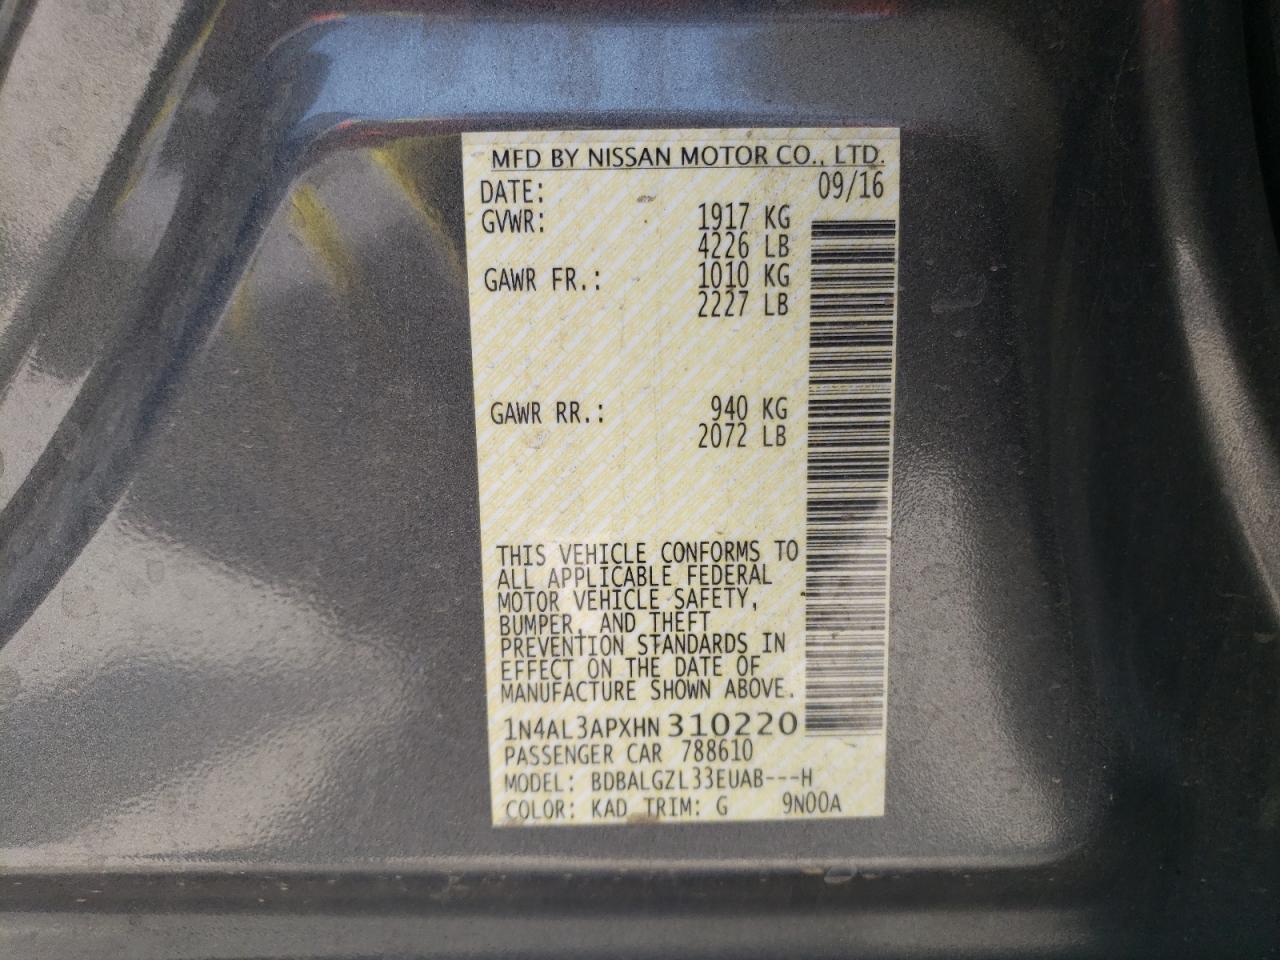 MFD BY NISSAN MOTOR CO., LTD.
DATE: 09/16
GVWR: 1917 KG
4226 LB
GAWR FR.: 1010 KG
2227 LB
GAWR RR.: 940 KG
2072 LB
THIS VEHICLE CONFORMS TO
ALL APPLICABLE FEDERAL
MOTOR VEHICLE SAFETY,
BUMPER, AND THEFT
PREVENTION STANDARDS IN
EFFECT ON THE DATE OF
MANUFACTURE SHOWN ABOVE.
1N4AL3APXHN310220
PASSENGER CAR 788610
MODEL: BDBALGZL33EUAB---H
COLOR: KAD TRIM: G 9N00A